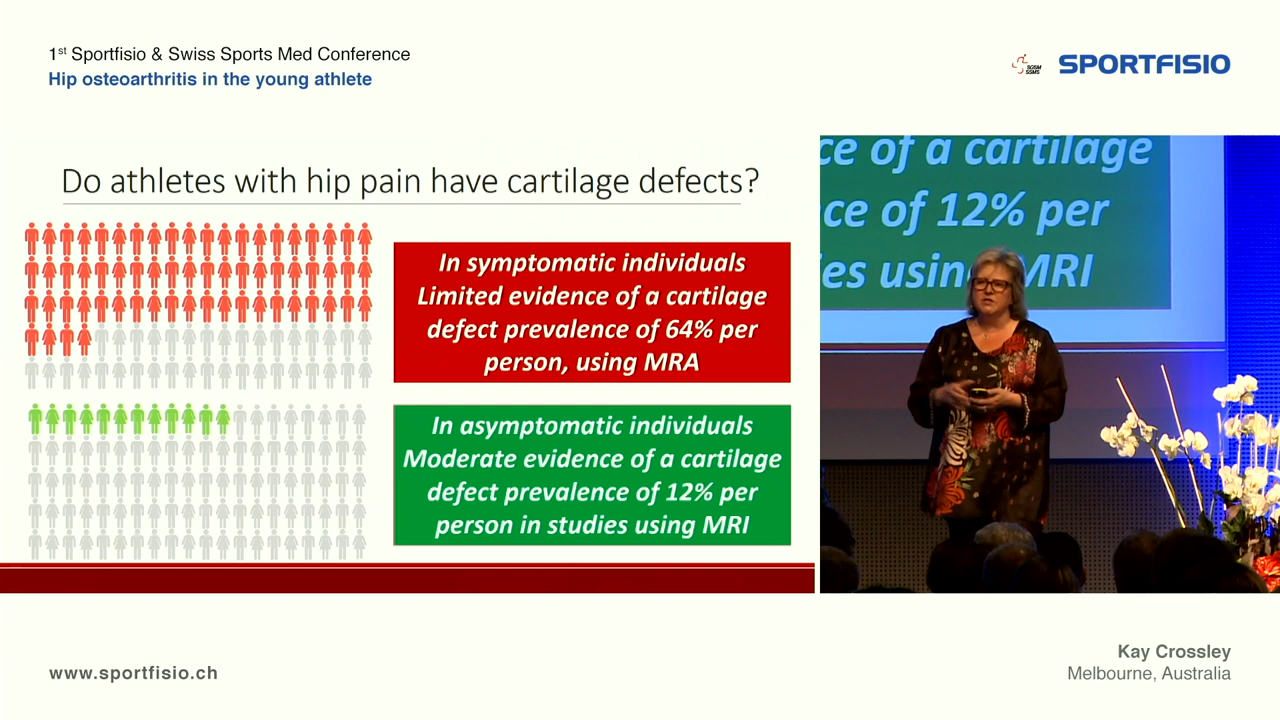 1st Sportfisio & Swiss Sports Med Conference
Hip osteoarthritis in the young athlete
SGSM
SSMS
SPORTFISIO
Do athletes with hip pain have cartilage defects?
In symptomatic individuals
Limited evidence of a cartilage
defect prevalence of 64% per
person, using MRA
In asymptomatic individuals
Moderate evidence of a cartilage
defect prevalence of 12% per
person in studies using MRI
ce of a cartilage
ce of 12% per
ies using MRI
www.sportfisio.ch
Kay Crossley
Melbourne, Australia